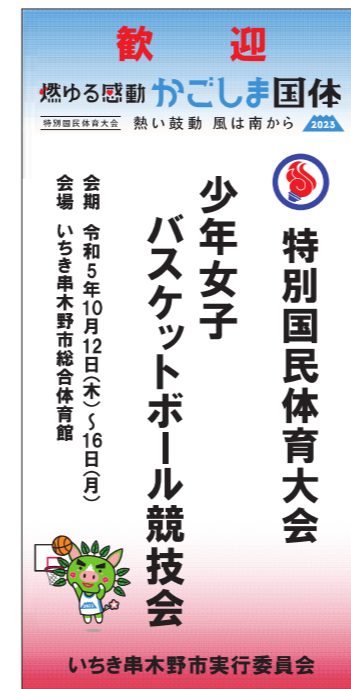 歓 迎
燃ゆる感動 かごしま国体
特別国民体育大会 熱い鼓動 風は南から 2023
特別国民体育大会
少年女子
バスケットボール競技会
会期 令和5年10月12日(木)~16日(月)
会場 いちき串木野市総合体育館
いちき串木野市実行委員会